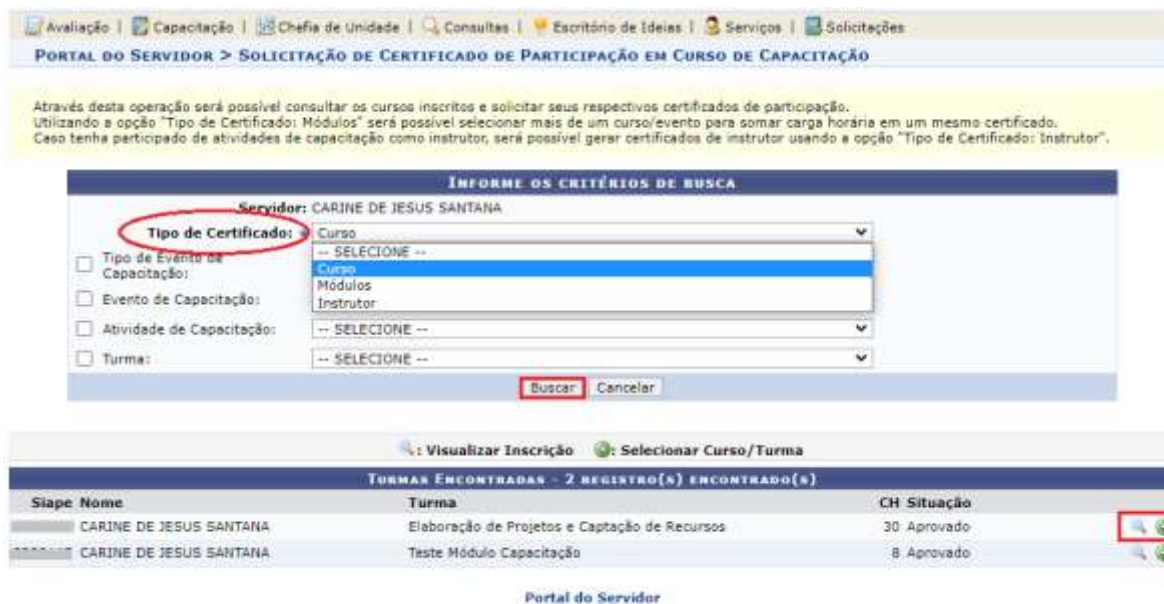 Avaliação | Capacitação | Chefia de Unidade | Consultas | Escritório de Ideias | Serviços | Solicitações
PORTAL DO SERVIDOR > SOLICITAÇÃO DE CERTIFICADO DE PARTICIPAÇÃO EM CURSO DE CAPACITAÇÃO
Através desta operação será possível consultar os cursos inscritos e solicitar seus respectivos certificados de participação.
Utilizando a opção "Tipo de Certificado: Módulos" será possível selecionar mais de um curso/evento para somar carga horária em um mesmo certificado.
Caso tenha participado de atividades de capacitação como instrutor, será possível gerar certificados de instrutor usando a opção "Tipo de Certificado: Instrutor".
INFORME OS CRITÉRIOS DE BUSCA
Servidor: CARINE DE JESUS SANTANA
Tipo de Certificado: Curso
-- SELECIONE --
Tipo de Evento de Capacitação:
Curso
Módulos
Evento de Capacitação:
Instrutor
Atividade de Capacitação: -- SELECIONE --
Turma: -- SELECIONE --
Buscar Cancelar
: Visualizar Inscrição : Selecionar Curso/Turma
TURMAS ENCONTRADAS - 2 REGISTRO(S) ENCONTRADO(S)
Siape Nome Turma CH Situação
CARINE DE JESUS SANTANA Elaboração de Projetos e Captação de Recursos 30 Aprovado
CARINE DE JESUS SANTANA Teste Módulo Capacitação 8 Aprovado
Portal do Servidor